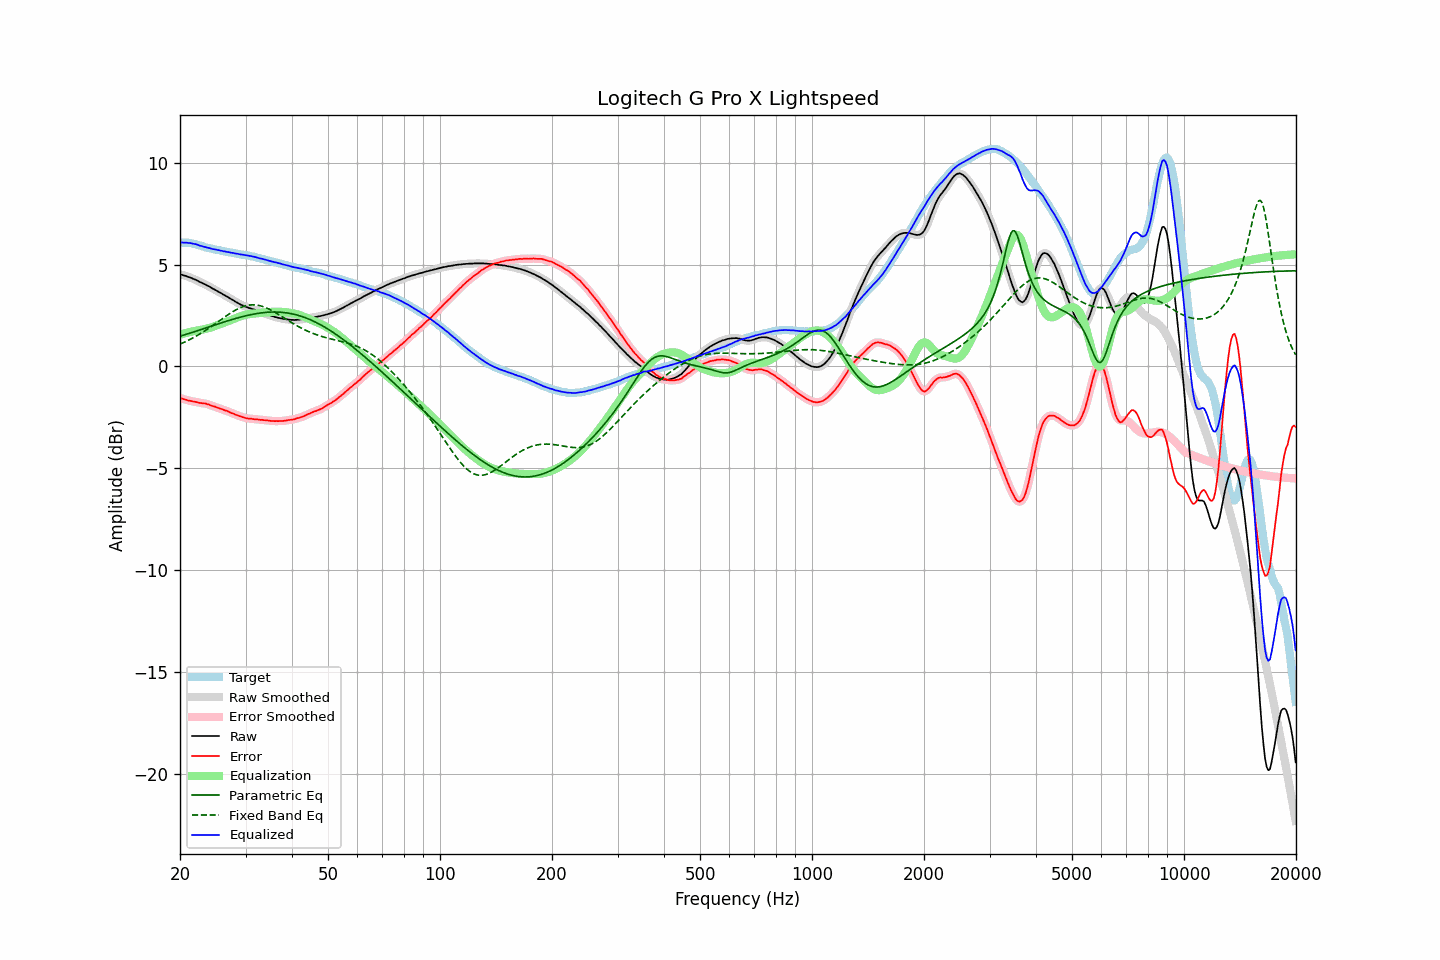 Logitech G Pro X Lightspeed
10
5
0
−5
−10
−15
−20
Amplitude (dBr)
Target
Raw Smoothed
Error Smoothed
Raw
Error
Equalization
Parametric Eq
Fixed Band Eq
Equalized
20 50 100 200 500 1000 2000 5000 10000 20000
Frequency (Hz)